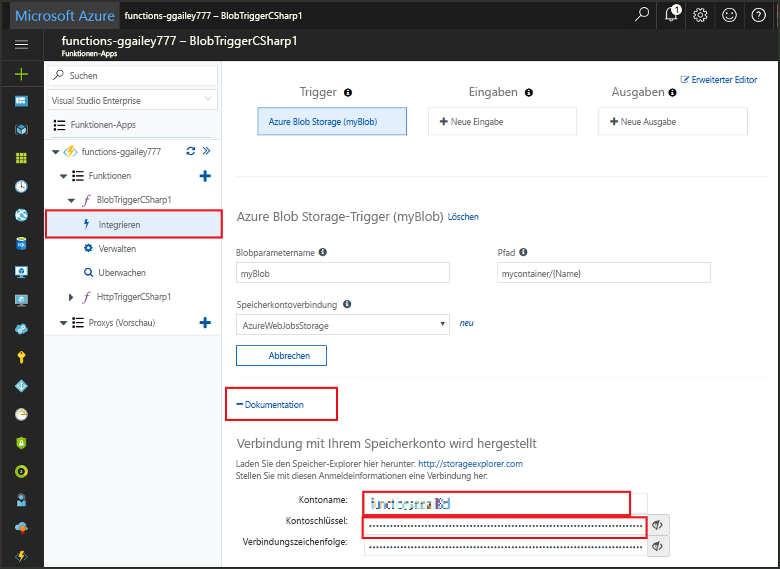 Microsoft Azure functions-ggailey777 – BlobTriggerCSharp1
1
functions-ggailey777 – BlobTriggerCSharp1
Funktionen-Apps
Suchen
Visual Studio Enterprise
Funktionen-Apps
functions-ggailey777
Funktionen
BlobTriggerCSharp1
Integrieren
Verwalten
Überwachen
HttpTriggerCSharp1
Proxys (Vorschau)
Erweiterter Editor
Trigger
Eingaben
Ausgaben
Azure Blob Storage (myBlob)
Neue Eingabe
Neue Ausgabe
Azure Blob Storage-Trigger (myBlob) Löschen
Blobparametername
Pfad
myBlob
mycontainer/{Name}
Speicherkontoverbindung
AzureWebJobsStorage
neu
Abbrechen
Dokumentation
Verbindung mit Ihrem Speicherkonto wird hergestellt
Laden Sie den Speicher-Explorer hier herunter: http://storageexplorer.com
Stellen Sie mit diesen Anmeldeinformationen eine Verbindung her:
Kontoname:
Kontoschlüssel:
Verbindungszeichenfolge: